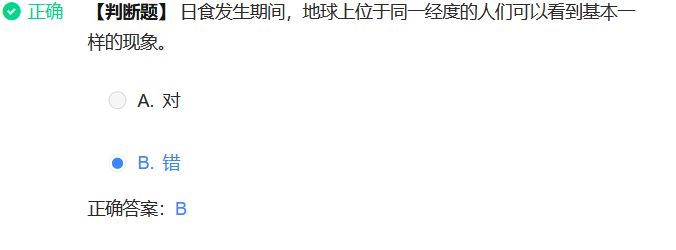 正确 【判断题】 日食发生期间，地球上位于同一经度的人们可以看到基本一
样的现象。
A. 对
B. 错
正确答案：B